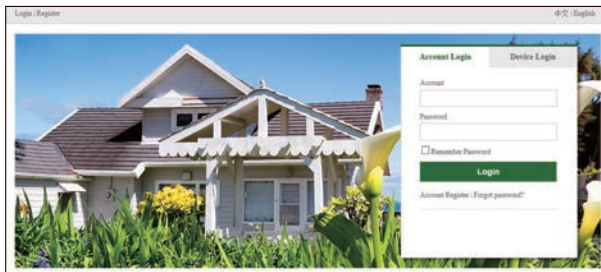 Login | Register
中文 | English
Account Login
Device Login
Account
Password
Remember Password
Login
Account Register | Forgot password?